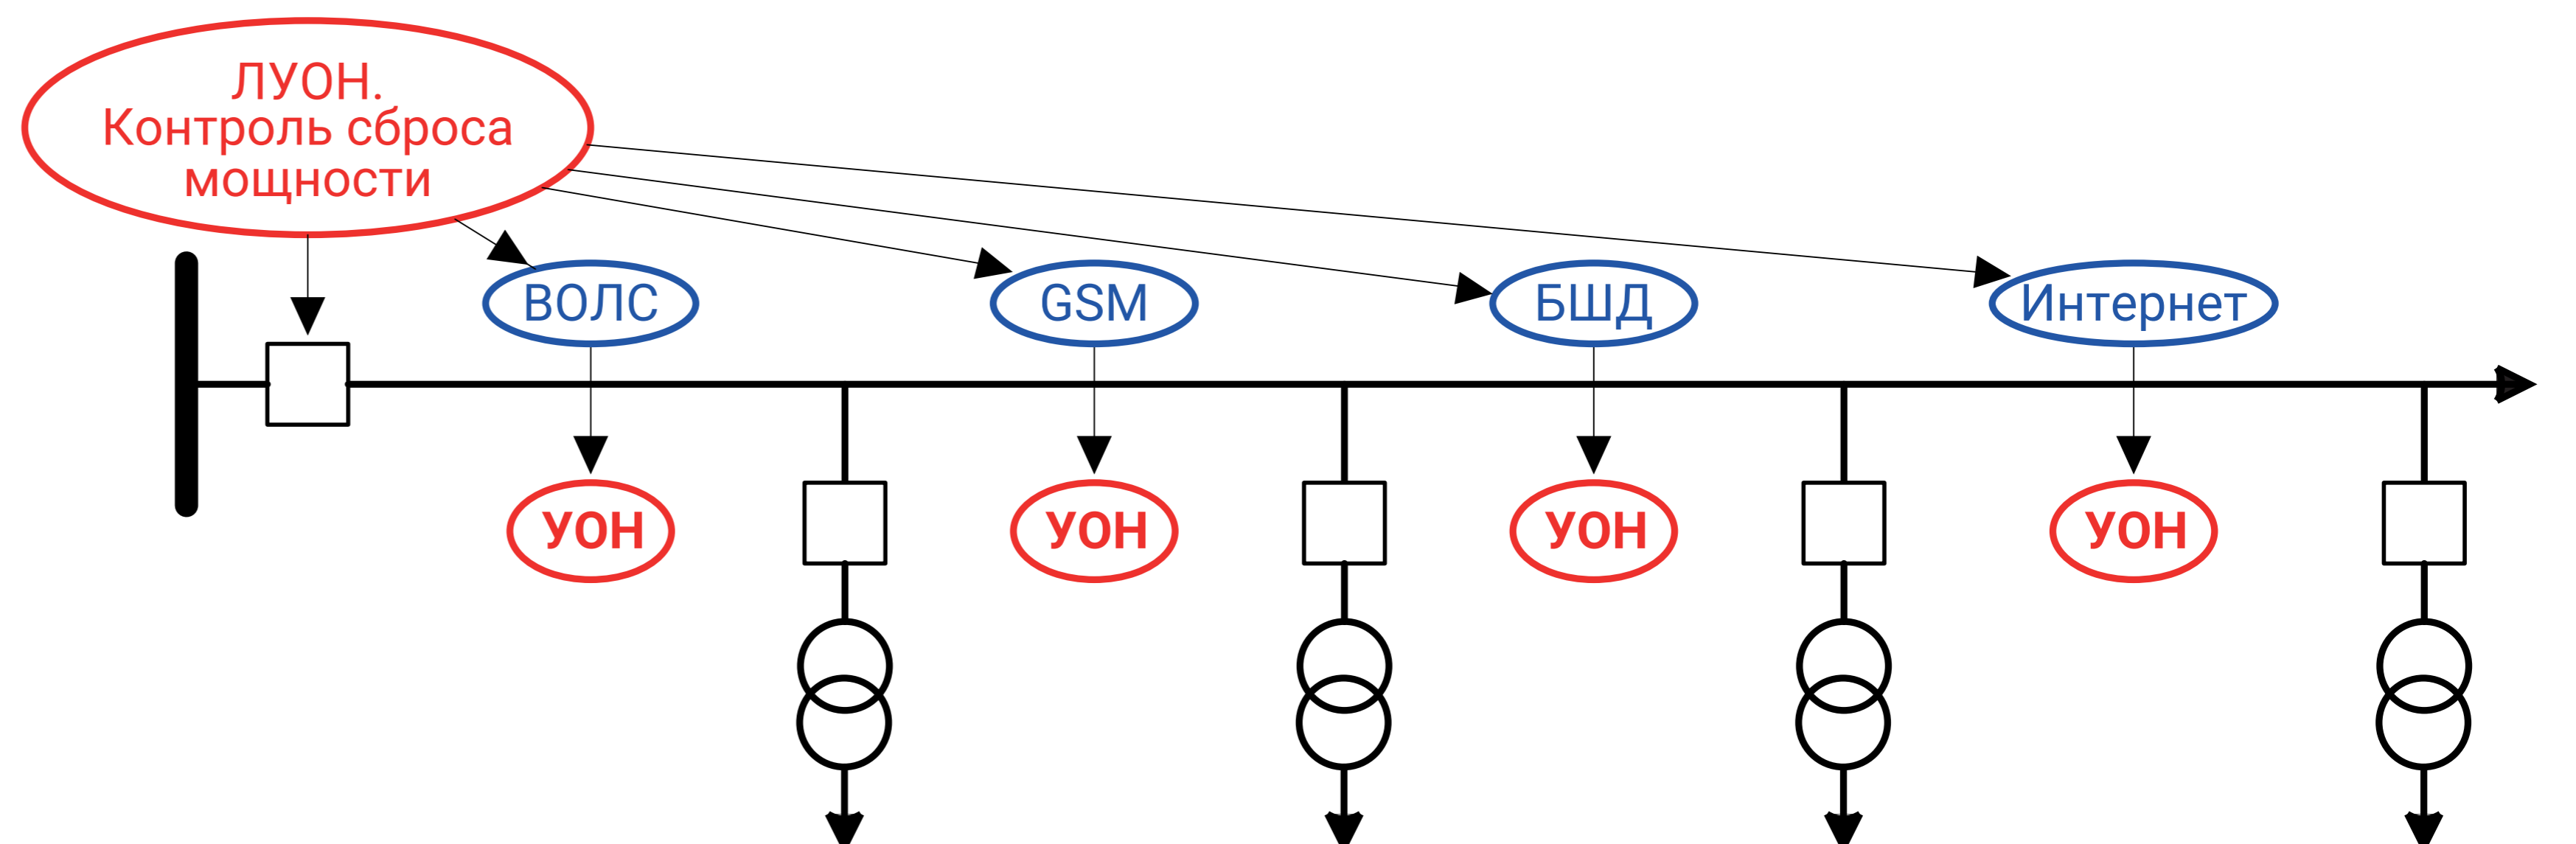 ЛУОН.
Контроль сброса
мощности
ВОЛС
GSM
БШД
Интернет
УОН
УОН
УОН
УОН